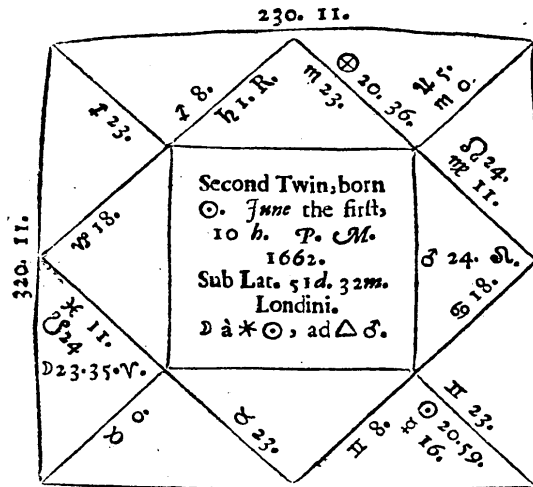 230. 11.
⊕ 20. 36.
♃ 5.
♏ 0.
♐ 23.
♐ 8.
♄ 1. R.
♏ 23.
☊ 24.
♍ 11.
Second Twin, born
☉. June the first,
10 h. P. M.
1662.
Sub Lat. 51d. 32m.
Londini.
☽ à ⚹ ☉, ad △ ♂.
320. 11.
♑ 18.
♂ 24. ♌.
♋ 18.
♓ 11.
☋ 24
☽ 23. 35. ♈.
♉ 0.
♉ 23.
♊ 8.
♊ 23.
☉ 20. 59.
☿ 16.